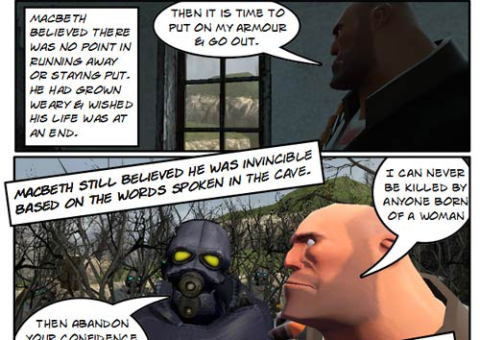 MACBETH
BELIEVED THERE
WAS NO POINT IN
RUNNING AWAY
OR STAYING PUT.
HE HAD GROWN
WEARY & WISHED
HIS LIFE WAS AT
AN END.
THEN IT IS TIME TO
PUT ON MY ARMOUR
& GO OUT.
MACBETH STILL BELIEVED HE WAS INVINCIBLE
BASED ON THE WORDS SPOKEN IN THE CAVE.
I CAN NEVER
BE KILLED BY
ANYONE BORN
OF A WOMAN
THEN ABANDON
YOUR CONFIDENCE